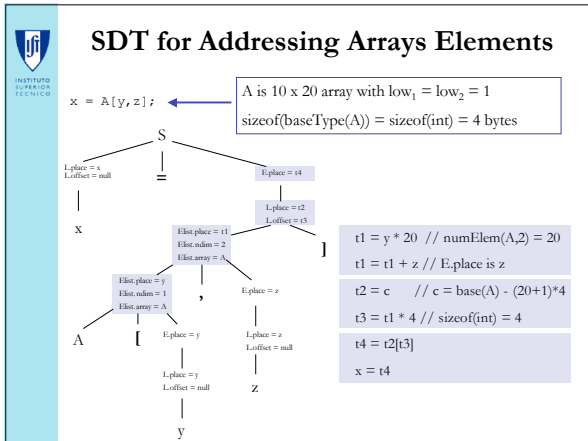 SDT for Addressing Arrays Elements
INSTITUTO
SUPERIOR
TÉCNICO
x = A[y,z];
A is 10 x 20 array with low1 = low2 = 1
sizeof(baseType(A)) = sizeof(int) = 4 bytes
S
L.place = x
L.offset = null
=
E.place = t4
x
L.place = t2
L.offset = t3
Elist.place = t1
Elist.ndim = 2
Elist.array = A
]
Elist.place = y
Elist.ndim = 1
Elist.array = A
,
E.place = z
A
[
E.place = y
L.place = z
L.offset = null
L.place = y
L.offset = null
z
y
t1 = y * 20 // numElem(A,2) = 20
t1 = t1 + z // E.place is z
t2 = c // c = base(A) - (20+1)*4
t3 = t1 * 4 // sizeof(int) = 4
t4 = t2[t3]
x = t4